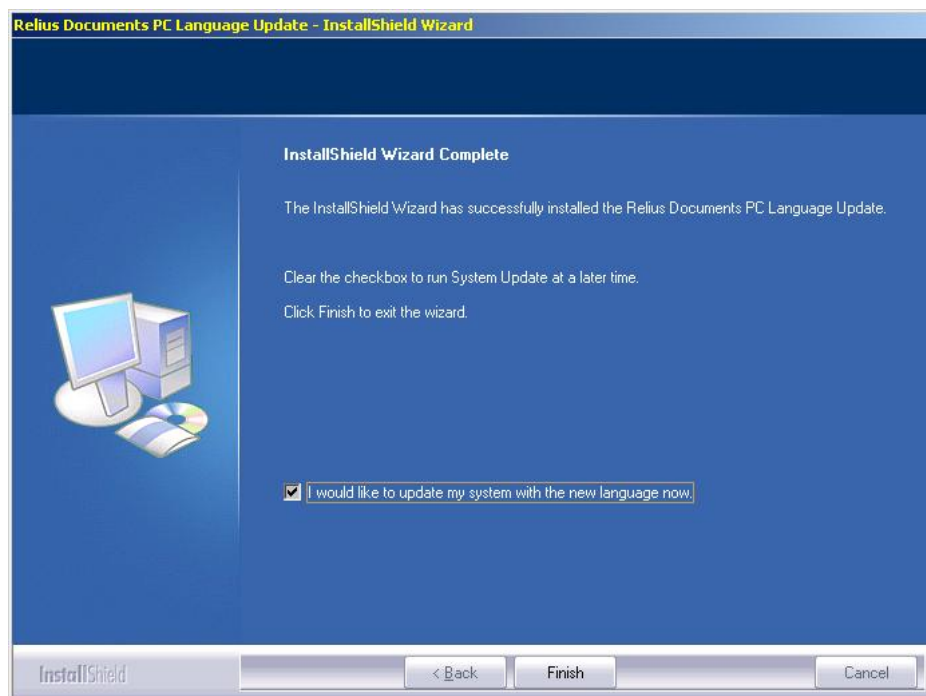 Relius Documents PC Language Update - InstallShield Wizard
InstallShield Wizard Complete
The InstallShield Wizard has successfully installed the Relius Documents PC Language Update.
Clear the checkbox to run System Update at a later time.
Click Finish to exit the wizard.
I would like to update my system with the new language now.
InstallShield
< Back
Finish
Cancel